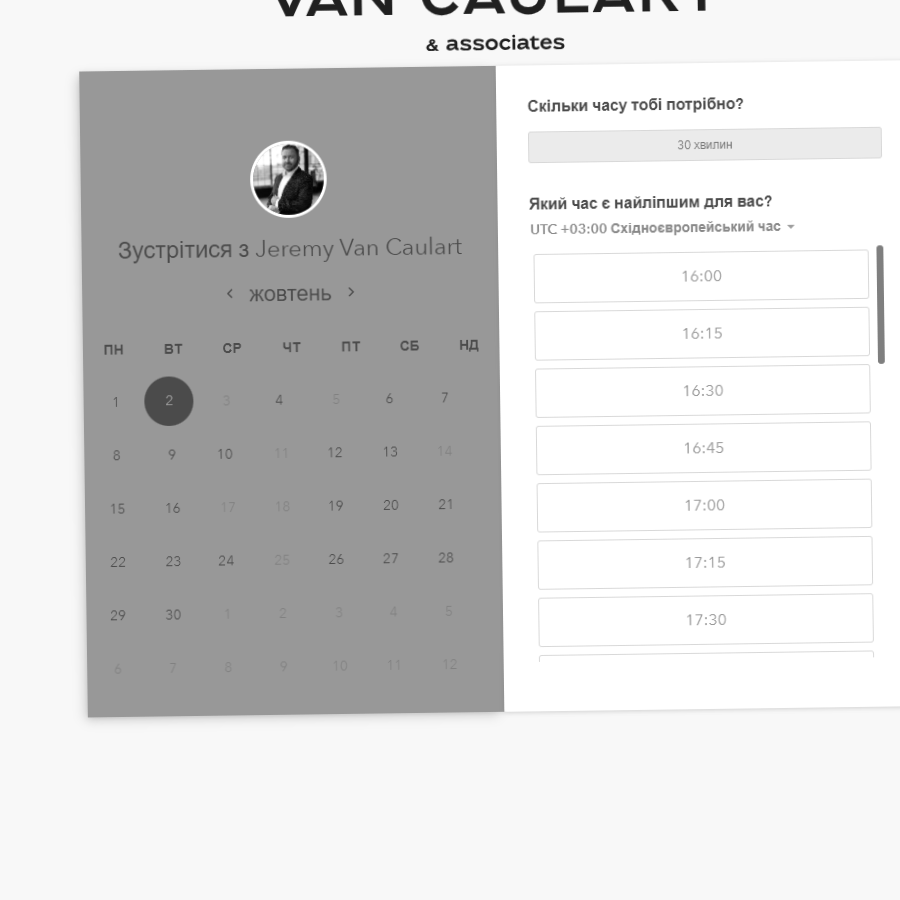 VAN CAULART
& associates
Зустрітися з Jeremy Van Caulart
‹ жовтень ›
ПН ВТ СР ЧТ ПТ СБ НД
1 2 3 4 5 6 7
8 9 10 11 12 13 14
15 16 17 18 19 20 21
22 23 24 25 26 27 28
29 30 1 2 3 4 5
6 7 8 9 10 11 12
Скільки часу тобі потрібно?
30 хвилин
Який час є найліпшим для вас?
UTC +03:00 Східноєвропейський час
16:00
16:15
16:30
16:45
17:00
17:15
17:30